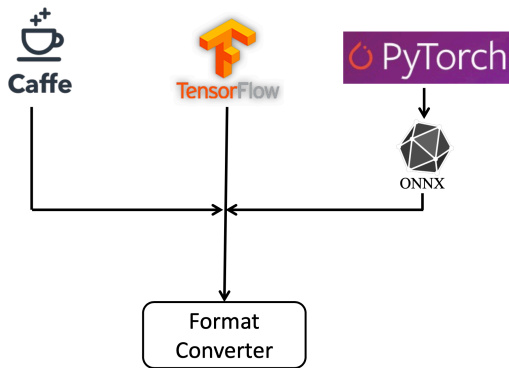 Caffe
TensorFlow
PyTorch
ONNX
Format
Converter